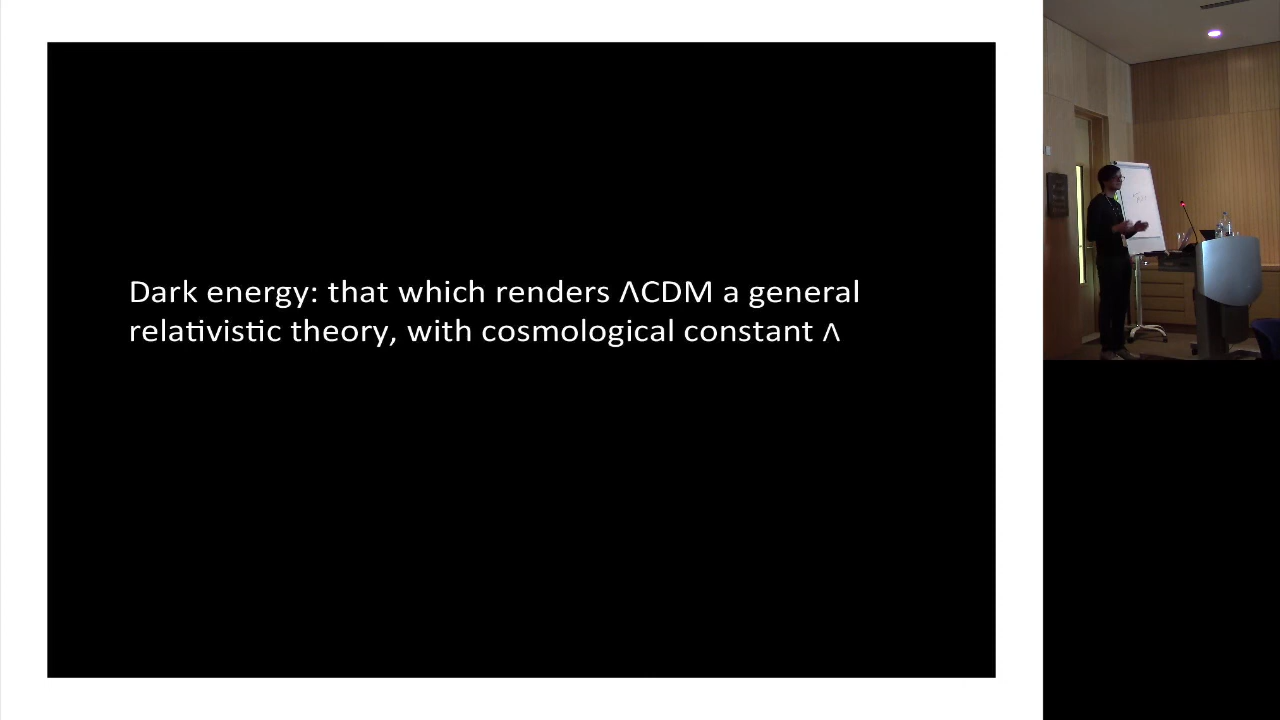 Dark energy: that which renders ΛCDM a general
relativistic theory, with cosmological constant Λ